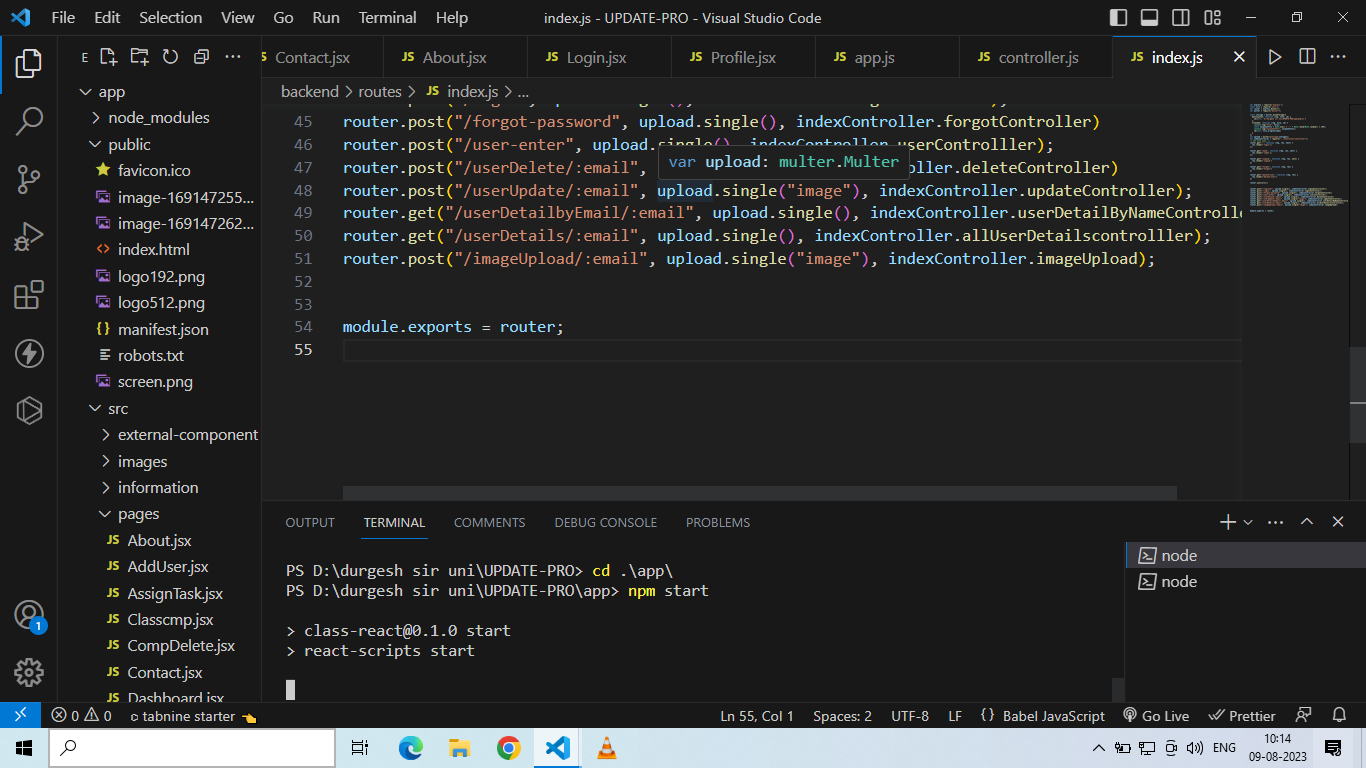 File Edit Selection View Go Run Terminal Help index.js - UPDATE-PRO - Visual Studio Code
E
JS Contact.jsx JS About.jsx JS Login.jsx JS Profile.jsx JS app.js JS controller.js JS index.js
backend > routes > JS index.js > ...
app
node_modules
public
favicon.ico
image-169147255...
image-169147262...
index.html
logo192.png
logo512.png
manifest.json
robots.txt
screen.png
src
external-component
images
information
pages
JS About.jsx
JS AddUser.jsx
JS AssignTask.jsx
JS Classcmp.jsx
JS CompDelete.jsx
JS Contact.jsx
JS Dashboard.jsx
45 router.post("/forgot-password", upload.single(), indexController.forgotController)
46 router.post("/user-enter", upload.single(), indexController.userControlller);
var upload: multer.Multer
47 router.post("/userDelete/:email", ller.deleteController)
48 router.post("/userUpdate/:email", upload.single("image"), indexController.updateController);
49 router.get("/userDetailbyEmail/:email", upload.single(), indexController.userDetailByNameControlle
50 router.get("/userDetails/:email", upload.single(), indexController.allUserDetailscontrolller);
51 router.post("/imageUpload/:email", upload.single("image"), indexController.imageUpload);
52
53
54 module.exports = router;
55
OUTPUT TERMINAL COMMENTS DEBUG CONSOLE PROBLEMS
PS D:\durgesh sir uni\UPDATE-PRO> cd .\app\
PS D:\durgesh sir uni\UPDATE-PRO\app> npm start
> class-react@0.1.0 start
> react-scripts start
node
node
1
0 0 tabnine starter Ln 55, Col 1 Spaces: 2 UTF-8 LF {} Babel JavaScript Go Live Prettier
ENG 10:14
09-08-2023